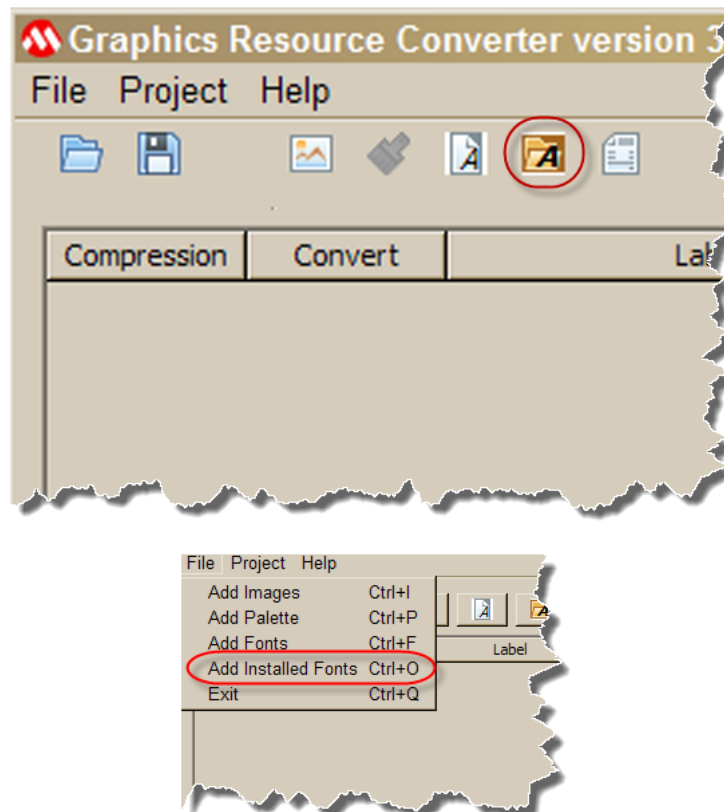 Graphics Resource Converter version 3
File Project Help
Compression Convert
File Project Help
Add Images Ctrl+I
Add Palette Ctrl+P
Add Fonts Ctrl+F
Label
Add Installed Fonts Ctrl+O
Exit Ctrl+Q